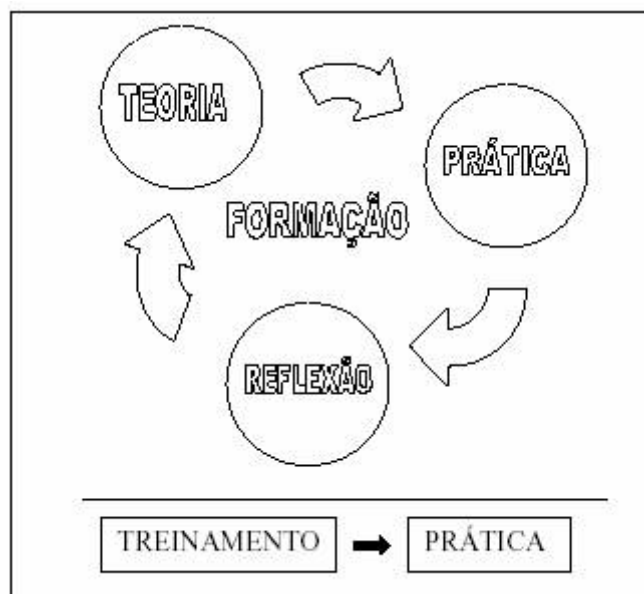 TEORIA
PRÁTICA
FORMAÇÃO
REFLEXÃO
TREINAMENTO
PRÁTICA